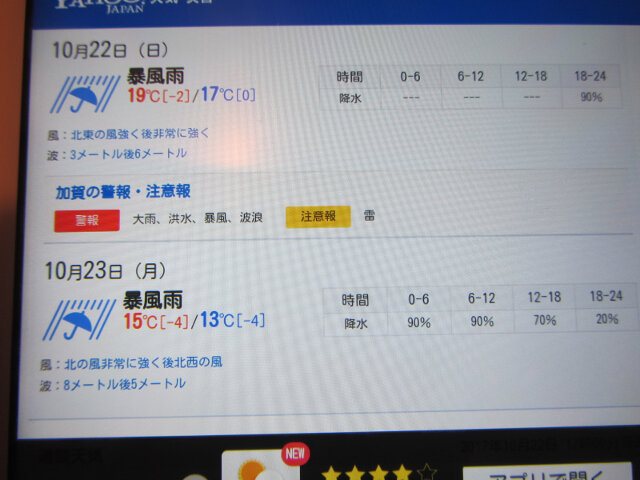 YAHOO!
JAPAN
10月22日（日）
暴風雨
19℃[-2]/17℃[0]
時間 0-6 6-12 12-18 18-24
降水 --- --- --- 90%
風：北東の風強く後非常に強く
波：3メートル後6メートル
加賀の警報・注意報
警報 大雨、洪水、暴風、波浪 注意報 雷
10月23日（月）
暴風雨
15℃[-4]/13℃[-4]
時間 0-6 6-12 12-18 18-24
降水 90% 90% 70% 20%
風：北の風非常に強く後北西の風
波：8メートル後5メートル
NEW
アプリで開く